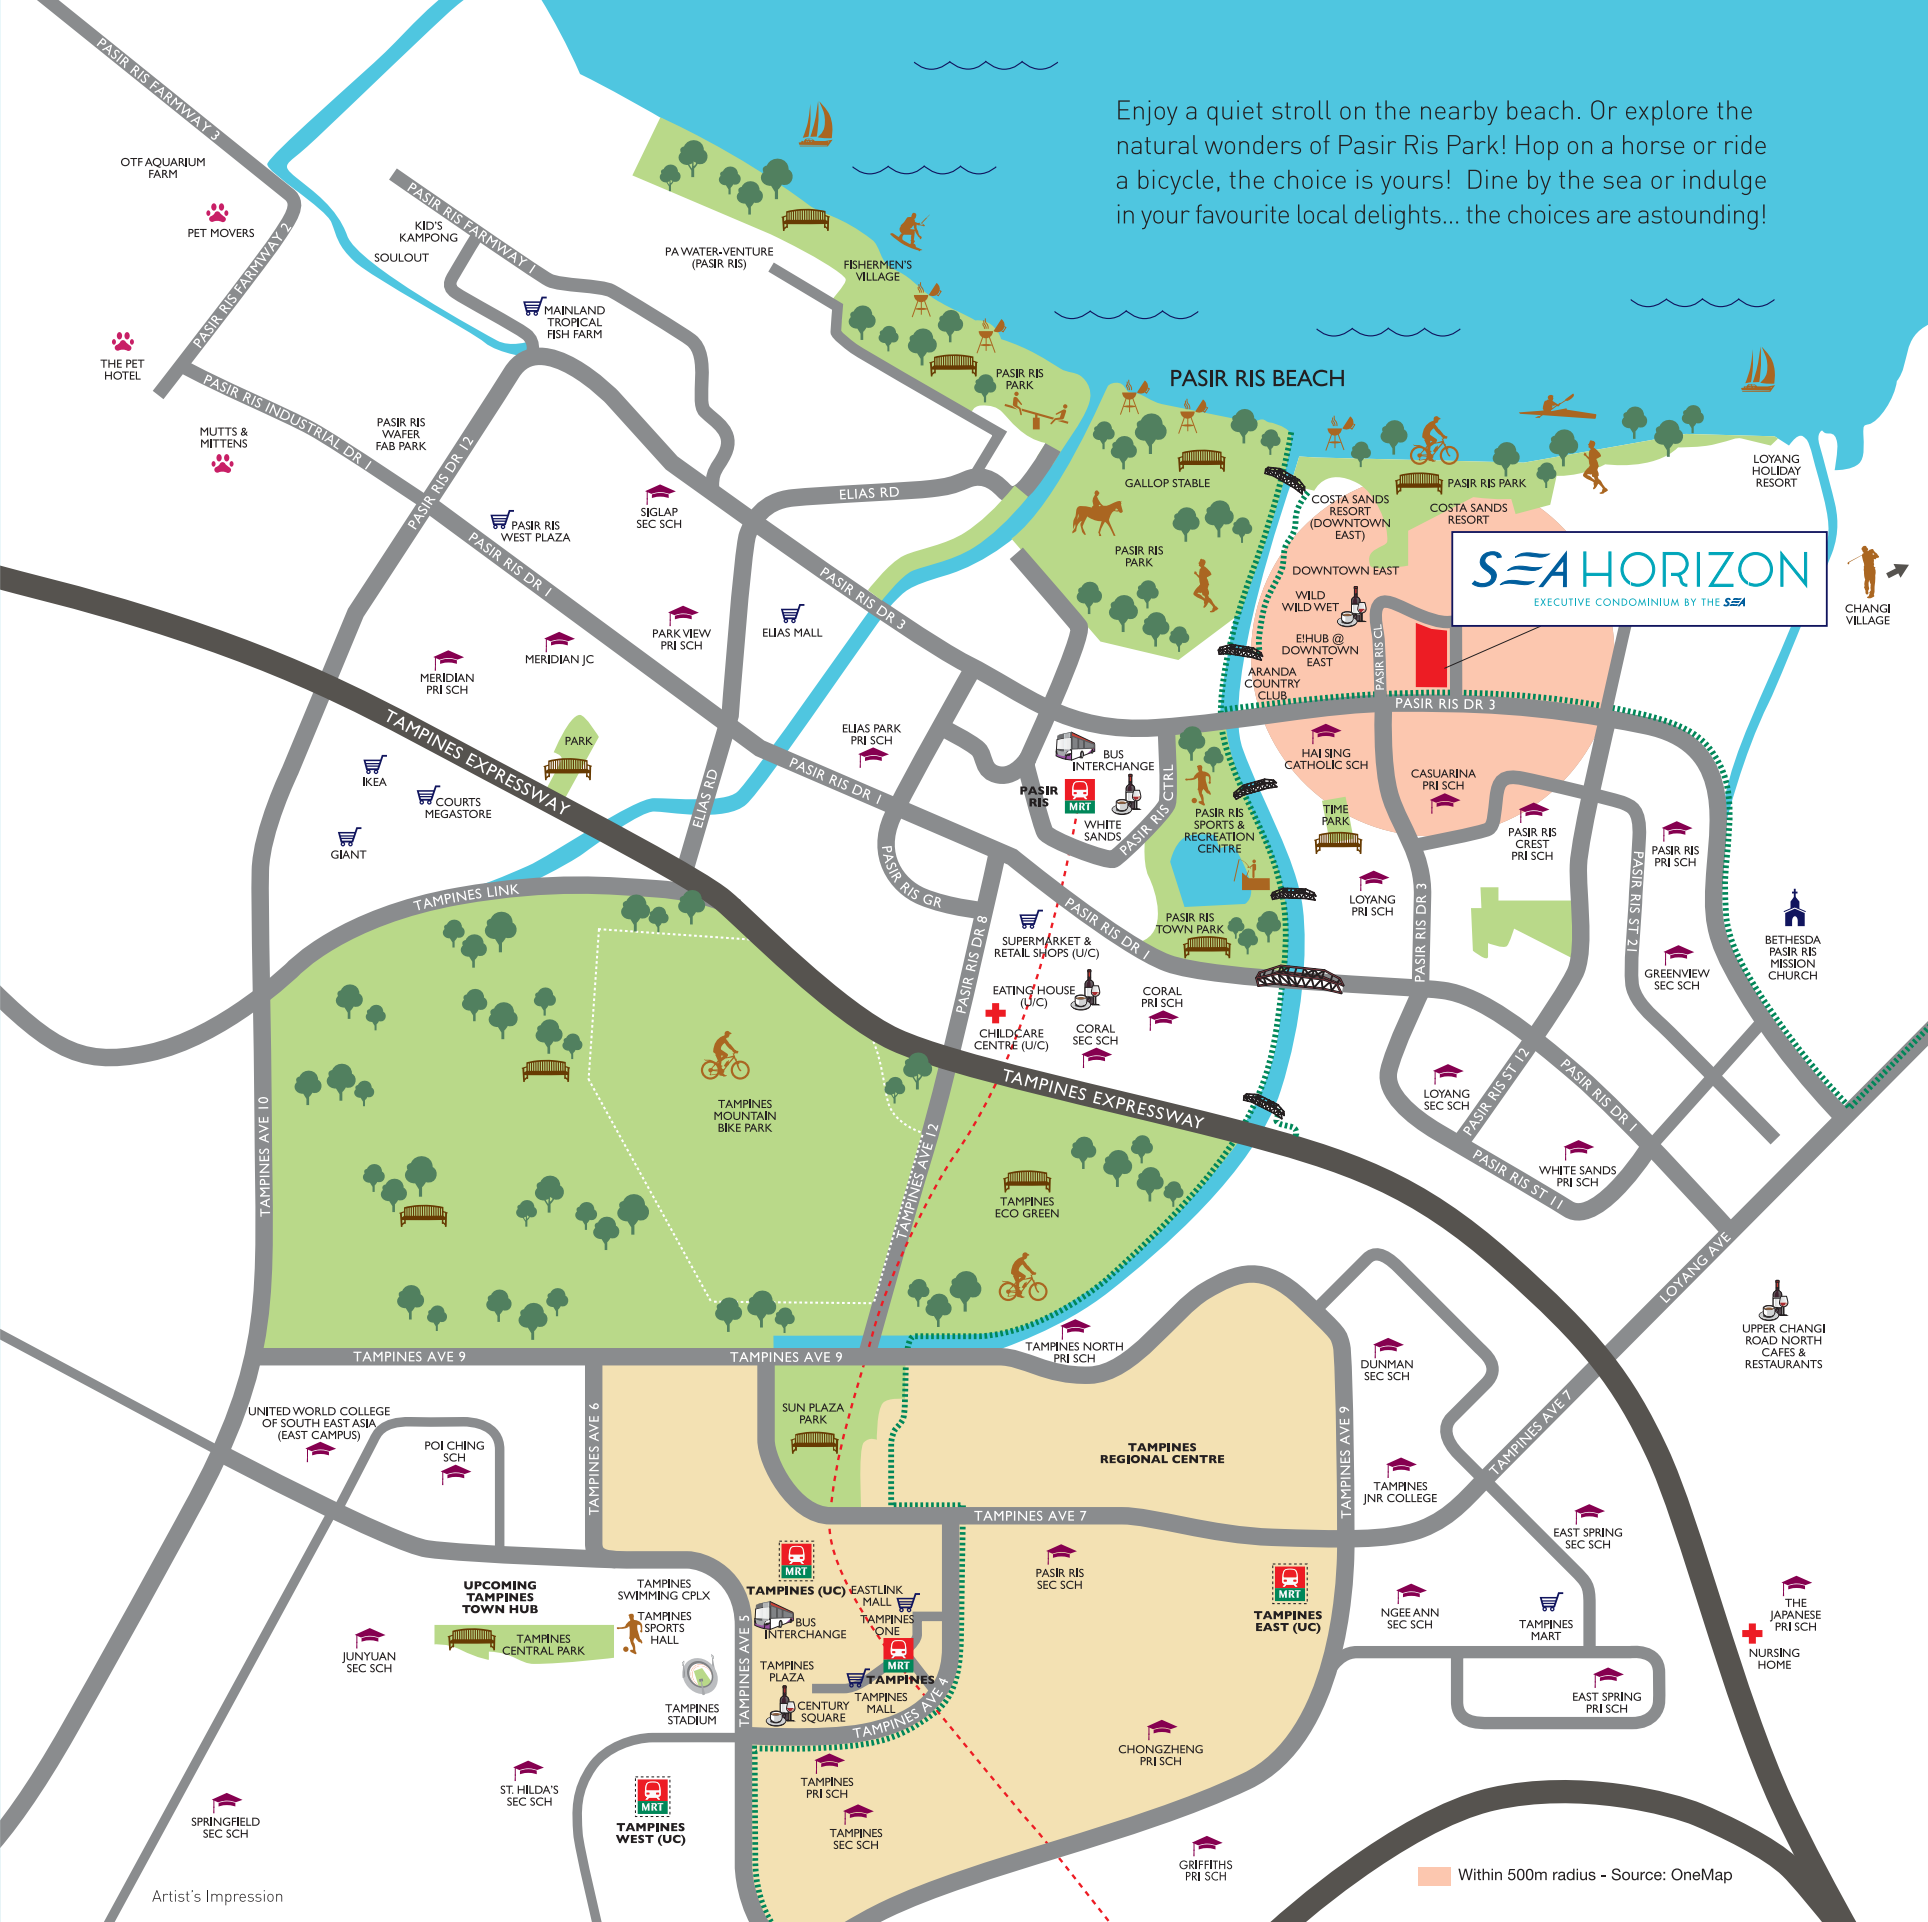 PASIR RIS FARMWAY 3
Enjoy a quiet stroll on the nearby beach. Or explore the
natural wonders of Pasir Ris Park! Hop on a horse or ride
a bicycle, the choice is yours! Dine by the sea or indulge
in your favourite local delights... the choices are astounding!
OTF AQUARIUM
FARM
PET MOVERS
PASIR RIS FARMWAY 2
KID'S
KAMPONG
SOULOUT
PASIR RIS FARMWAY 1
PA WATER-VENTURE
(PASIR RIS)
FISHERMEN'S
VILLAGE
MAINLAND
TROPICAL
FISH FARM
THE PET
HOTEL
PASIR RIS INDUSTRIAL DR 1
MUTTS &
MITTENS
PASIR RIS
WAFER
FAB PARK
PASIR RIS DR 12
PASIR RIS
PARK
PASIR RIS BEACH
GALLOP STABLE
PASIR RIS
PARK
PASIR RIS PARK
LOYANG
HOLIDAY
RESORT
COSTA SANDS
RESORT
(DOWNTOWN
EAST)
COSTA SANDS
RESORT
ELIAS RD
SIGLAP
SEC SCH
PASIR RIS
WEST PLAZA
PASIR RIS DR 1
PASIR RIS DR 3
SEA HORIZON
EXECUTIVE CONDOMINIUM BY THE SEA
CHANGI
VILLAGE
DOWNTOWN EAST
WILD
WILD WET
E!HUB @
DOWNTOWN
EAST
PASIR RIS CL
ARANDA
COUNTRY
CLUB
PASIR RIS DR 3
PARK VIEW
PRI SCH
ELIAS MALL
MERIDIAN JC
MERIDIAN
PRI SCH
TAMPINES EXPRESSWAY
PARK
IKEA
COURTS
MEGASTORE
GIANT
ELIAS RD
ELIAS PARK
PRI SCH
PASIR RIS DR 1
PASIR RIS GR
BUS
INTERCHANGE
PASIR
RIS
MRT
WHITE
SANDS
PASIR RIS CTRL
PASIR RIS
SPORTS &
RECREATION
CENTRE
HAI SING
CATHOLIC SCH
CASUARINA
PRI SCH
TIME
PARK
PASIR RIS
CREST
PRI SCH
PASIR RIS
PRI SCH
PASIR RIS ST 21
LOYANG
PRI SCH
PASIR RIS DR 3
BETHESDA
PASIR RIS
MISSION
CHURCH
GREENVIEW
SEC SCH
TAMPINES LINK
PASIR RIS DR 8
SUPERMARKET &
RETAIL SHOPS (U/C)
PASIR RIS DR 1
PASIR RIS
TOWN PARK
EATING HOUSE
(U/C)
CORAL
PRI SCH
CHILDCARE
CENTRE (U/C)
CORAL
SEC SCH
TAMPINES EXPRESSWAY
LOYANG
SEC SCH
PASIR RIS ST 12
PASIR RIS DR 1
PASIR RIS ST 11
WHITE SANDS
PRI SCH
LOYANG AVE
TAMPINES
MOUNTAIN
BIKE PARK
TAMPINES AVE 10
TAMPINES AVE 12
TAMPINES
ECO GREEN
UPPER CHANGI
ROAD NORTH
CAFES &
RESTAURANTS
TAMPINES AVE 9
TAMPINES AVE 9
TAMPINES NORTH
PRI SCH
DUNMAN
SEC SCH
UNITED WORLD COLLEGE
OF SOUTH EAST ASIA
(EAST CAMPUS)
POI CHING
SCH
TAMPINES AVE 6
SUN PLAZA
PARK
TAMPINES
REGIONAL CENTRE
TAMPINES AVE 9
TAMPINES AVE 7
TAMPINES
JNR COLLEGE
TAMPINES AVE 7
EAST SPRING
SEC SCH
MRT
TAMPINES (UC)
BUS
INTERCHANGE
EASTLINK
MALL
TAMPINES
ONE
MRT
TAMPINES
TAMPINES
MALL
TAMPINES
PLAZA
CENTURY
SQUARE
TAMPINES AVE 4
TAMPINES AVE 5
PASIR RIS
SEC SCH
MRT
TAMPINES
EAST (UC)
NGEE ANN
SEC SCH
TAMPINES
MART
THE
JAPANESE
PRI SCH
NURSING
HOME
EAST SPRING
PRI SCH
UPCOMING
TAMPINES
TOWN HUB
TAMPINES
SWIMMING CPLX
TAMPINES
SPORTS
HALL
TAMPINES
CENTRAL PARK
JUNYUAN
SEC SCH
TAMPINES
STADIUM
ST. HILDA'S
SEC SCH
SPRINGFIELD
SEC SCH
MRT
TAMPINES
WEST (UC)
TAMPINES
PRI SCH
TAMPINES
SEC SCH
CHONGZHENG
PRI SCH
GRIFFITHS
PRI SCH
Within 500m radius - Source: OneMap
Artist's Impression